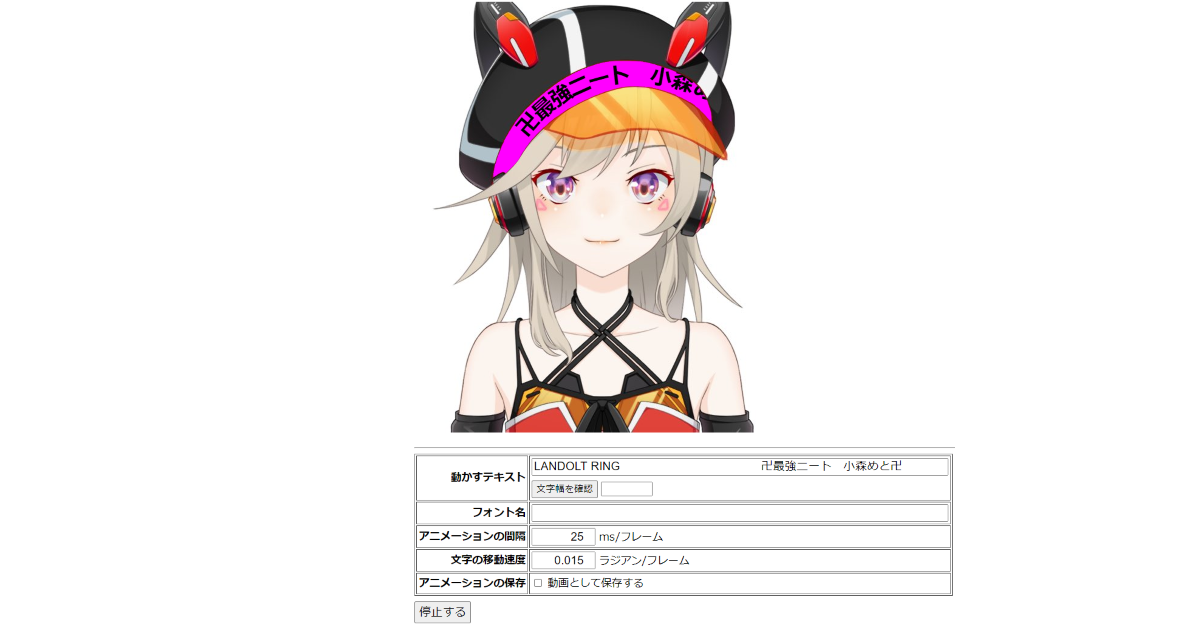 卍最強ニート　小森め
動かすテキスト
LANDOLT RING　卍最強ニート　小森めと卍
文字幅を確認
フォント名
アニメーションの間隔 25 ms/フレーム
文字の移動速度 0.015 ラジアン/フレーム
アニメーションの保存 動画として保存する
停止する